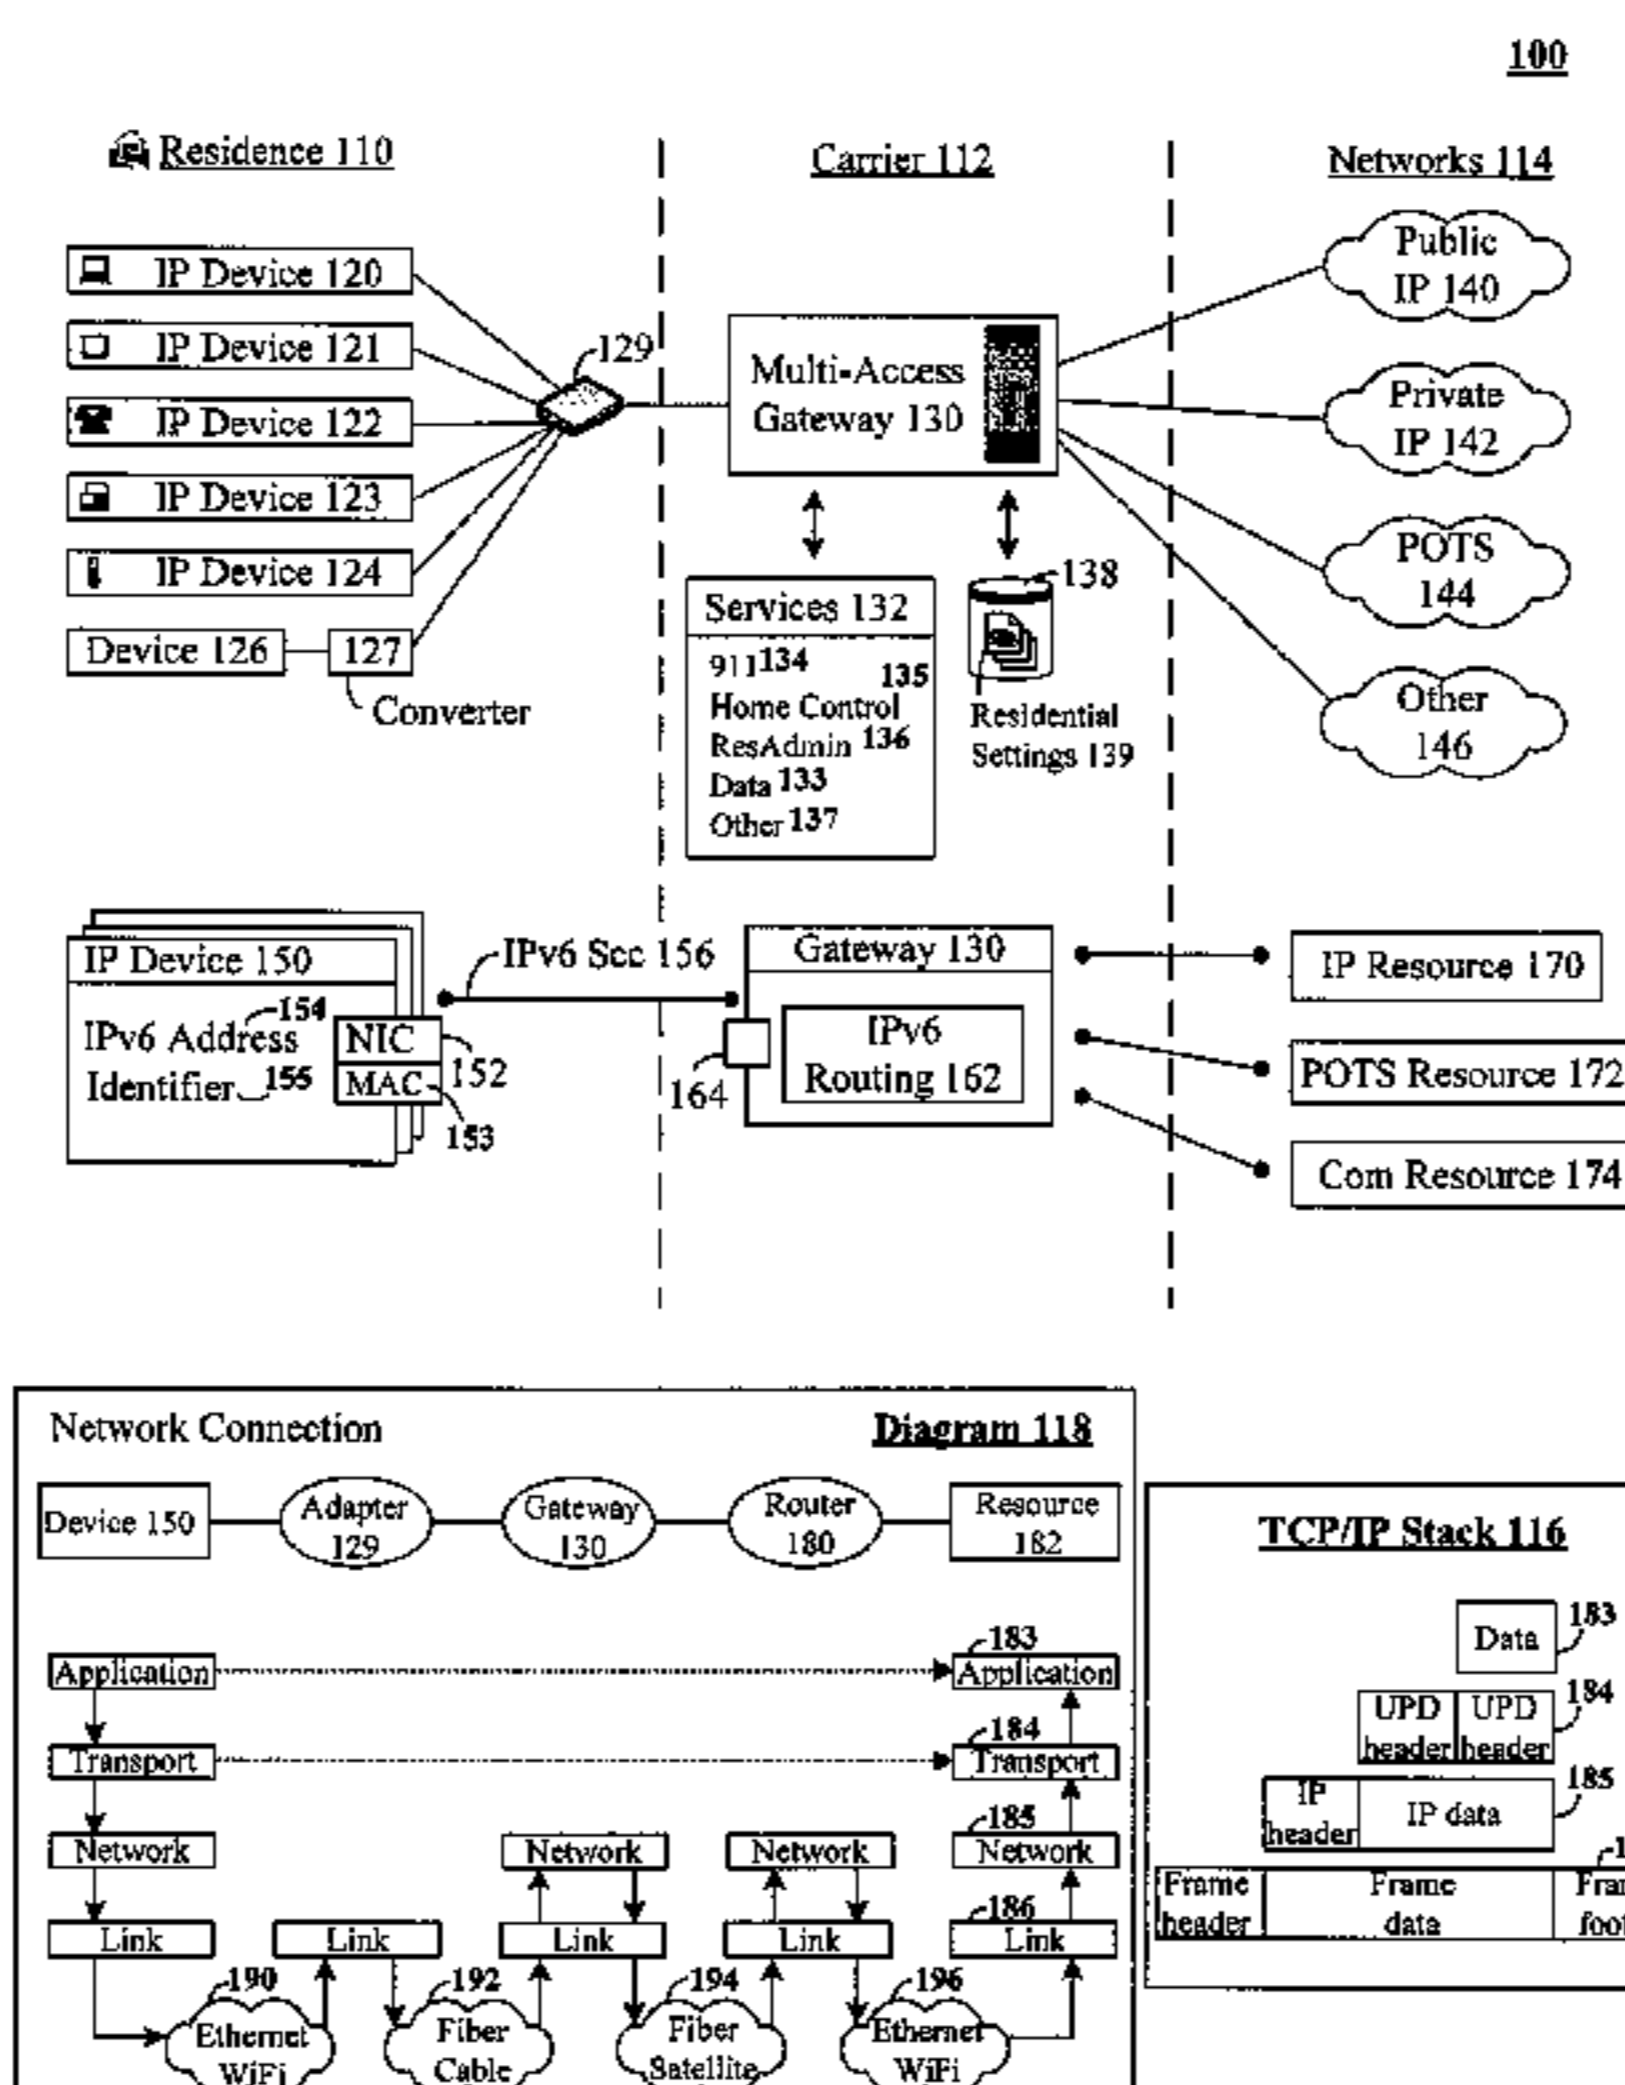 100
Residence 110
Carrier 112
Networks 114
IP Device 120
IP Device 121
IP Device 122
IP Device 123
IP Device 124
Device 126
127
Converter
129
Multi-Access
Gateway 130
Services 132
911 134
135
Home Control
ResAdmin 136
Data 133
Other 137
138
Residential
Settings 139
Public
IP 140
Private
IP 142
POTS
144
Other
146
IP Device 150
154
IPv6 Address
Identifier 155
NIC
MAC
152
153
IPv6 Sec 156
Gateway 130
IPv6
Routing 162
164
IP Resource 170
POTS Resource 172
Com Resource 174
Network Connection
Diagram 118
Device 150
Adapter
129
Gateway
130
Router
180
Resource
182
183
Application
Application
184
Transport
Transport
185
Network
Network
Network
Network
186
Link
Link
Link
Link
Link
190
Ethernet
WiFi
192
Fiber
Cable
194
Fiber
Satellite
196
Ethernet
WiFi
TCP/IP Stack 116
Data
183
UPD
header
UPD
header
184
IP
header
IP data
185
Frame
header
Frame
data